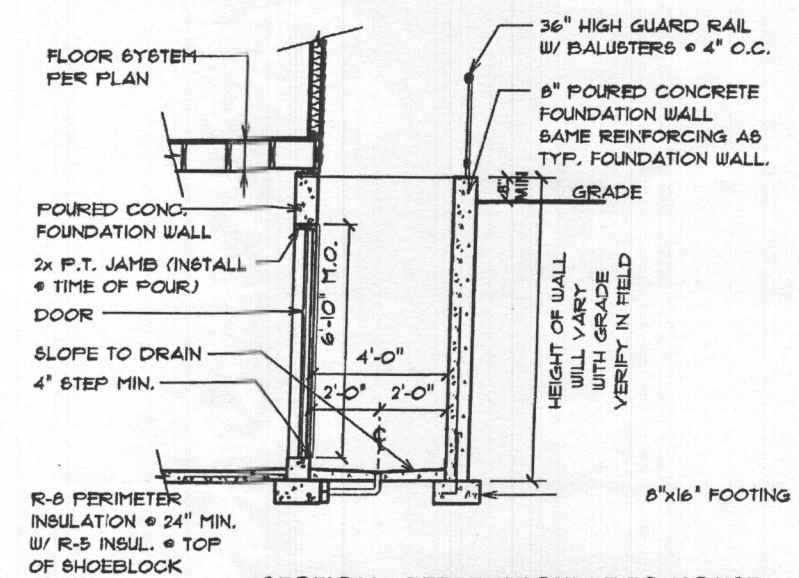 36" HIGH GUARD RAIL
W/ BALUSTERS @ 4" O.C.
FLOOR SYSTEM
PER PLAN
8" POURED CONCRETE
FOUNDATION WALL
SAME REINFORCING AS
TYP. FOUNDATION WALL.
8"
MIN
GRADE
POURED CONC.
FOUNDATION WALL
2x P.T. JAMB (INSTALL
@ TIME OF POUR)
DOOR
6'-10" M.O.
HEIGHT OF WALL
WILL VARY
WITH GRADE
VERIFY IN FIELD
SLOPE TO DRAIN
4'-0"
4" STEP MIN.
2'-0"
2'-0"
R-8 PERIMETER
INSULATION @ 24" MIN.
W/ R-5 INSUL. @ TOP
OF SHOEBLOCK
8"x16" FOOTING